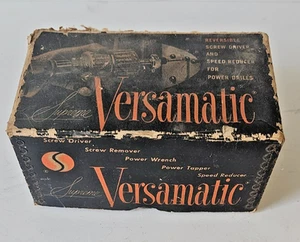 REVERSIBLE
SCREW DRIVER
AND
SPEED REDUCER
FOR
POWER DRILLS
Supreme
Versamatic
Screw Driver
Screw Remover
Power Wrench
Power Tapper
Speed Reducer
S
Supreme
Versamatic